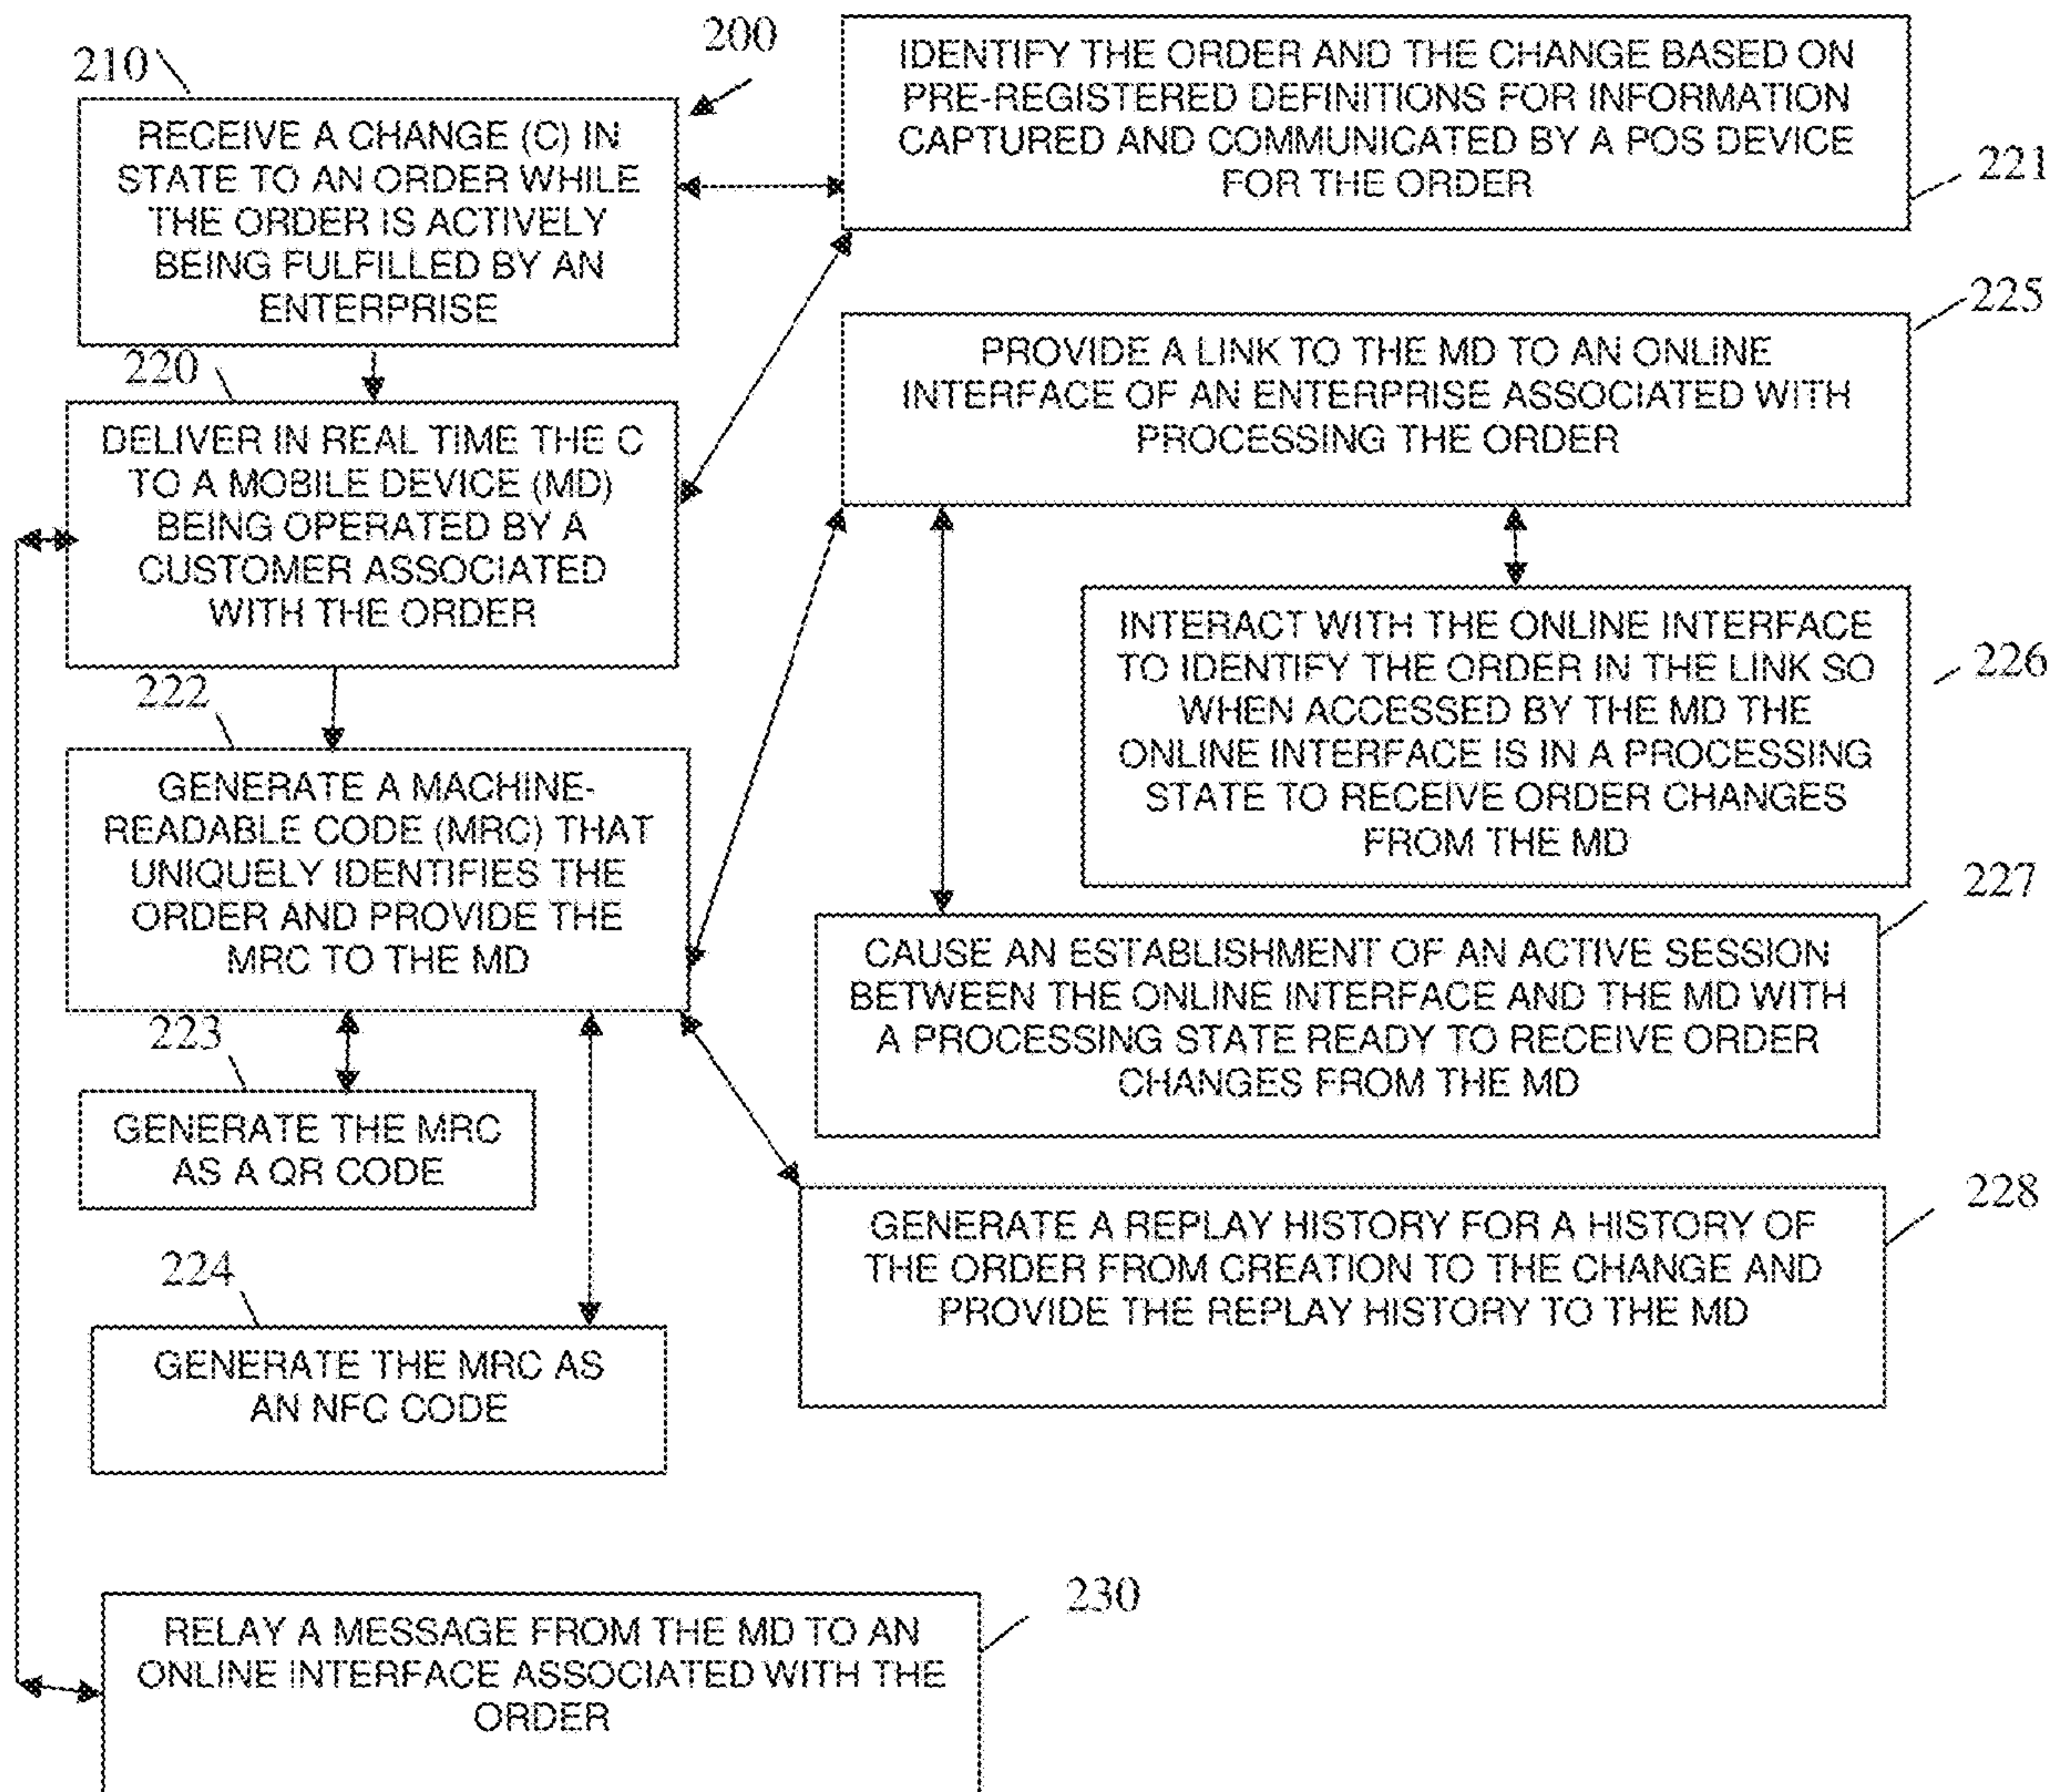 200
210
RECEIVE A CHANGE (C) IN
STATE TO AN ORDER WHILE
THE ORDER IS ACTIVELY
BEING FULFILLED BY AN
ENTERPRISE
IDENTIFY THE ORDER AND THE CHANGE BASED ON
PRE-REGISTERED DEFINITIONS FOR INFORMATION
CAPTURED AND COMMUNICATED BY A POS DEVICE
FOR THE ORDER
221
220
DELIVER IN REAL TIME THE C
TO A MOBILE DEVICE (MD)
BEING OPERATED BY A
CUSTOMER ASSOCIATED
WITH THE ORDER
225
PROVIDE A LINK TO THE MD TO AN ONLINE
INTERFACE OF AN ENTERPRISE ASSOCIATED WITH
PROCESSING THE ORDER
INTERACT WITH THE ONLINE INTERFACE
TO IDENTIFY THE ORDER IN THE LINK SO
WHEN ACCESSED BY THE MD THE
ONLINE INTERFACE IS IN A PROCESSING
STATE TO RECEIVE ORDER CHANGES
FROM THE MD
226
222
GENERATE A MACHINE-
READABLE CODE (MRC) THAT
UNIQUELY IDENTIFIES THE
ORDER AND PROVIDE THE
MRC TO THE MD
227
CAUSE AN ESTABLISHMENT OF AN ACTIVE SESSION
BETWEEN THE ONLINE INTERFACE AND THE MD WITH
A PROCESSING STATE READY TO RECEIVE ORDER
CHANGES FROM THE MD
223
GENERATE THE MRC
AS A QR CODE
228
GENERATE A REPLAY HISTORY FOR A HISTORY OF
THE ORDER FROM CREATION TO THE CHANGE AND
PROVIDE THE REPLAY HISTORY TO THE MD
224
GENERATE THE MRC AS
AN NFC CODE
230
RELAY A MESSAGE FROM THE MD TO AN
ONLINE INTERFACE ASSOCIATED WITH THE
ORDER